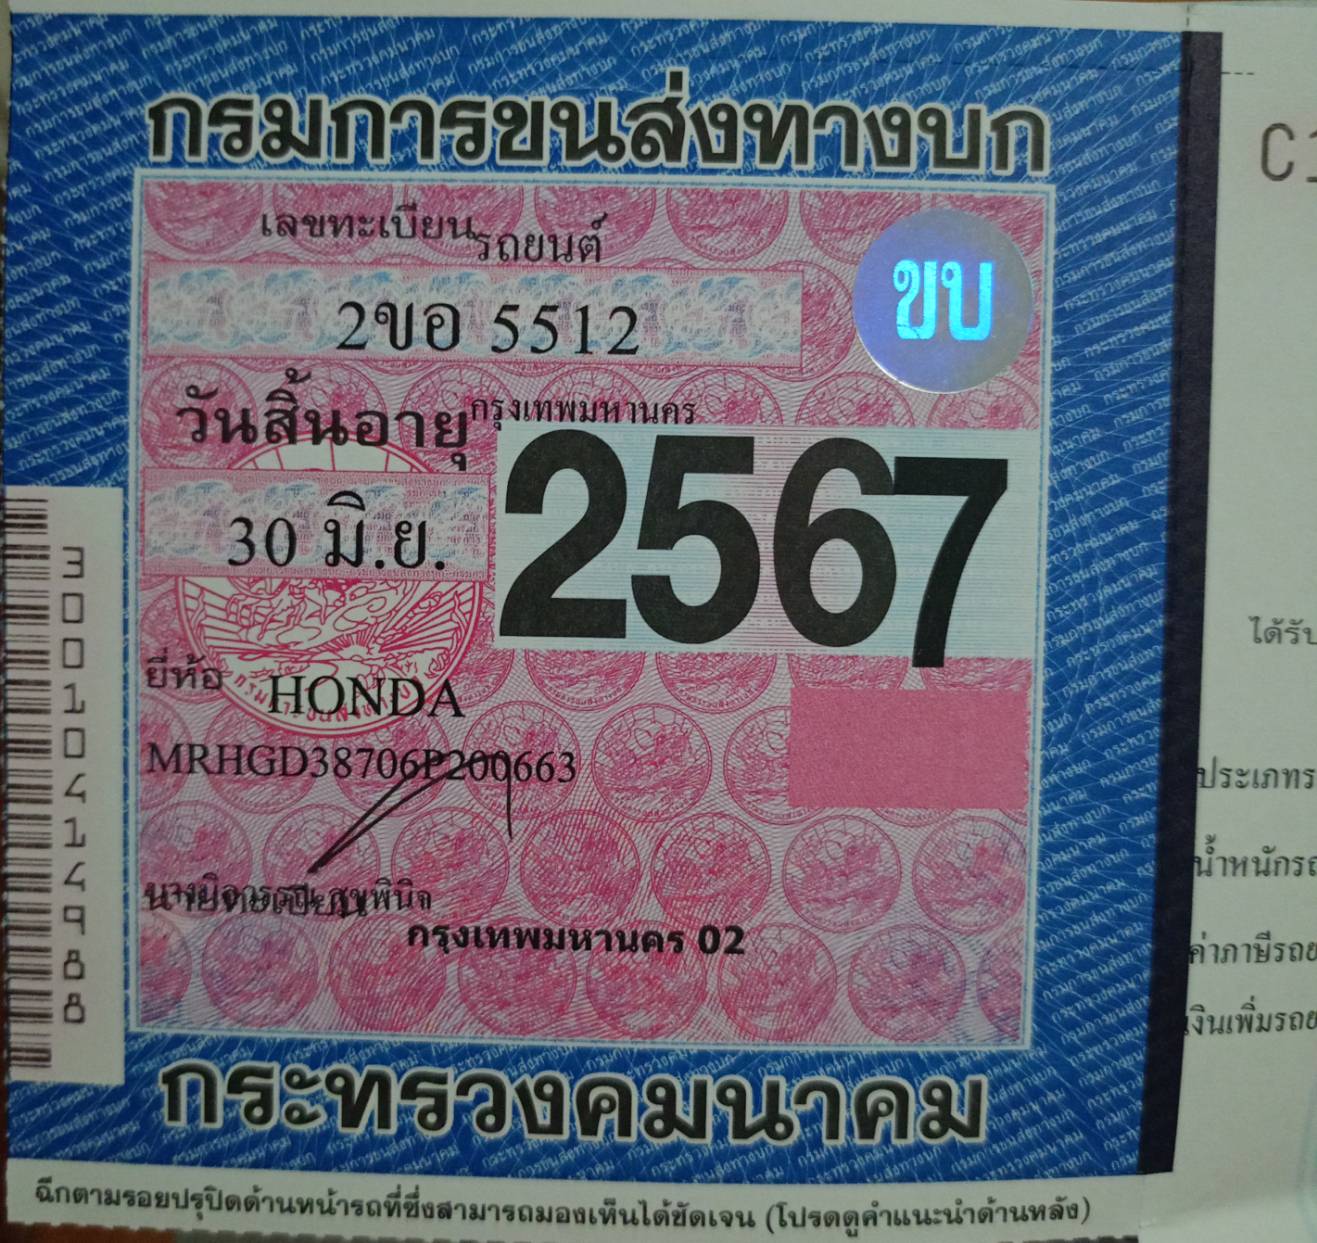 กรมการขนส่งทางบก
C1
เลขทะเบียนรถยนต์
ขบ
2ขอ 5512
วันสิ้นอายุ กรุงเทพมหานคร
30 มิ.ย. 2567
ยี่ห้อ HONDA
MRHGD38706P200663
นายทะเบียน สุขพินิจ
กรุงเทพมหานคร 02
30010414988
กระทรวงคมนาคม
ฉีกตามรอยปรุปิดด้านหน้ารถที่ซึ่งสามารถมองเห็นได้ชัดเจน (โปรดดูคำแนะนำด้านหลัง)
ได้รับ
ประเภทร
น้ำหนักรถ
ค่าภาษีรถย
เงินเพิ่มรถย